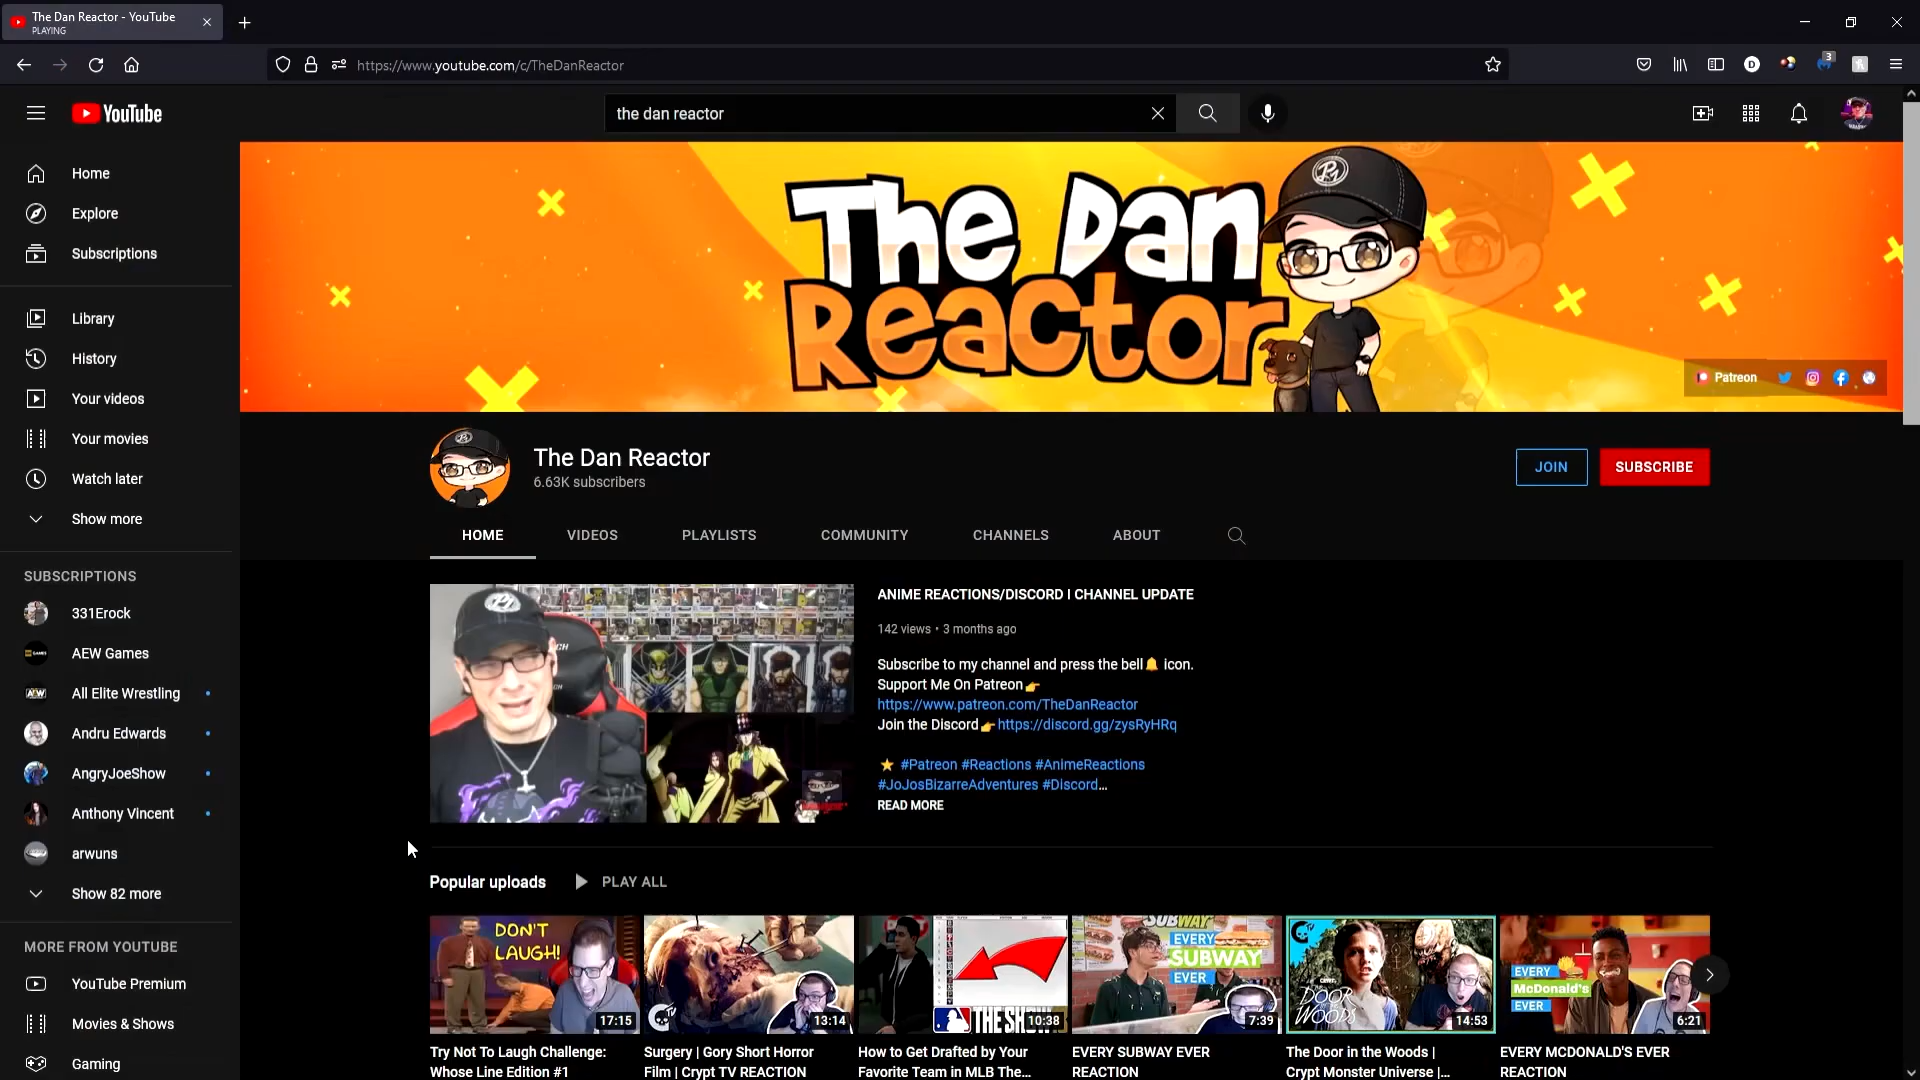 The Dan Reactor - YouTube
PLAYING
https://www.youtube.com/c/TheDanReactor
3
D
YouTube
the dan reactor
Home
Explore
Subscriptions
Library
History
Your videos
Your movies
Watch later
Show more
SUBSCRIPTIONS
331Erock
AEW Games
All Elite Wrestling
Andru Edwards
AngryJoeShow
Anthony Vincent
arwuns
Show 82 more
MORE FROM YOUTUBE
YouTube Premium
Movies & Shows
Gaming
The Dan
Reactor
Patreon
The Dan Reactor
6.63K subscribers
JOIN
SUBSCRIBE
HOME
VIDEOS
PLAYLISTS
COMMUNITY
CHANNELS
ABOUT
ANIME REACTIONS/DISCORD I CHANNEL UPDATE
142 views • 3 months ago
Subscribe to my channel and press the bell🔔 icon.
Support Me On Patreon👉
https://www.patreon.com/TheDanReactor
Join the Discord👉https://discord.gg/zysRyHRq
⭐ #Patreon #Reactions #AnimeReactions
#JoJosBizarreAdventures #Discord...
READ MORE
Popular uploads
PLAY ALL
DON'T
LAUGH!
17:15
Try Not To Laugh Challenge:
Whose Line Edition #1
13:14
Surgery | Gory Short Horror
Film | Crypt TV REACTION
THE SHOW
10:38
How to Get Drafted by Your
Favorite Team in MLB The...
SUBWAY
EVERY
SUBWAY
EVER
7:39
EVERY SUBWAY EVER
REACTION
THE DOOR
IN THE
WOODS
14:53
The Door in the Woods |
Crypt Monster Universe |...
EVERY
McDonald's
EVER
6:21
EVERY MCDONALD'S EVER
REACTION